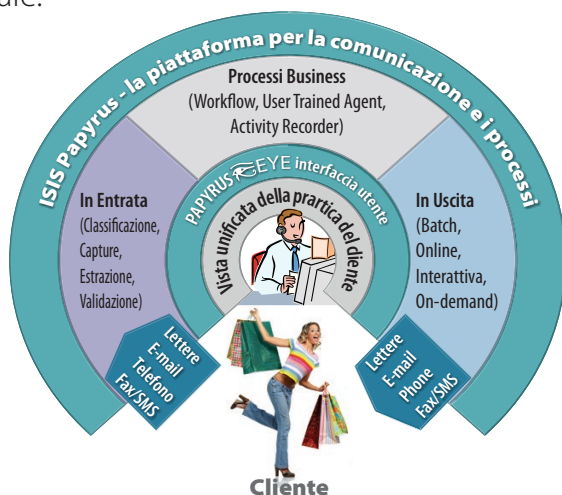 ISIS Papyrus - la piattaforma per la comunicazione e i processi
Processi Business
(Workflow, User Trained Agent,
Activity Recorder)
PAPYRUS EYE interfaccia utente
Vista unificata della prartica del cliente
In Entrata
(Classificazione,
Capture,
Estrazione,
Validazione)
In Uscita
(Batch,
Online,
Interattiva,
On-demand)
Lettere
E-mail
Telefono
Fax/SMS
Lettere
E-mail
Phone
Fax/SMS
Cliente